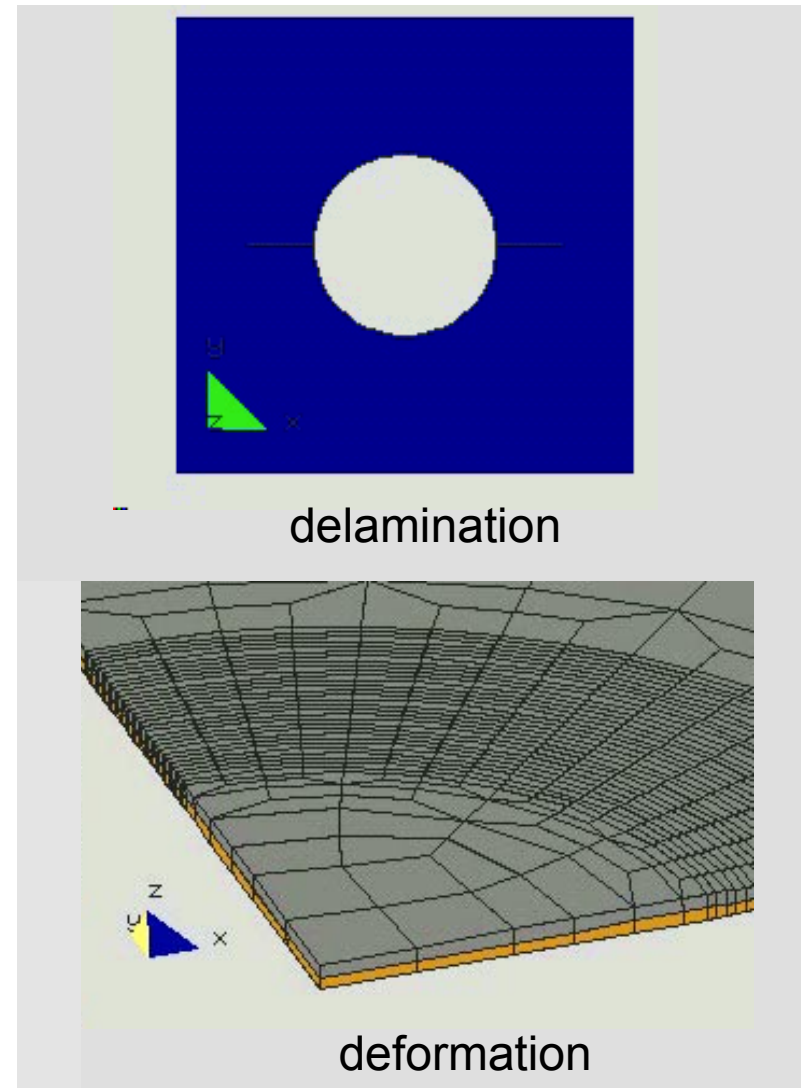 y
z x
delamination
z
y x
deformation